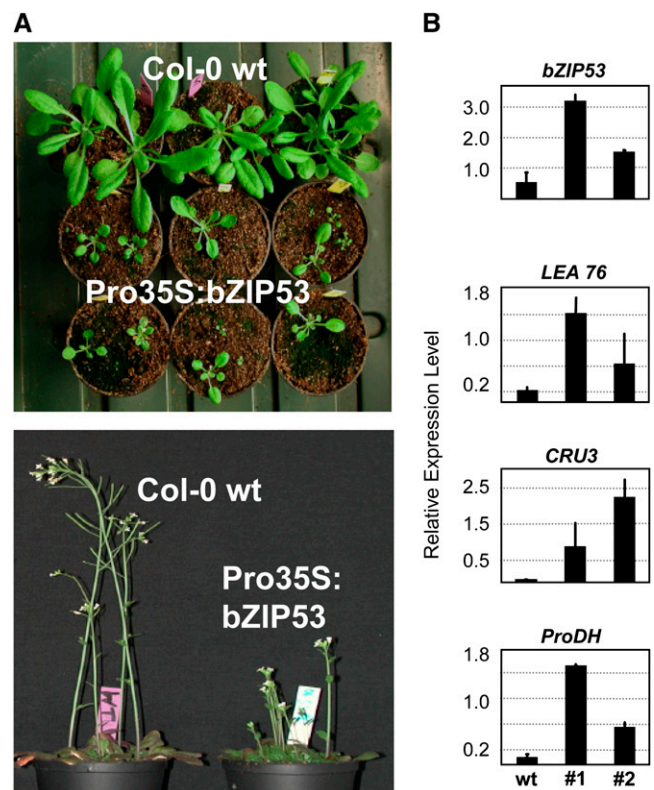 A
Col-0 wt
Pro35S:bZIP53
Col-0 wt
Pro35S:
bZIP53
B
Relative Expression Level
bZIP53
3.0
2.0
1.0
LEA 76
1.8
1.0
0.2
CRU3
2.5
1.5
0.5
ProDH
1.8
1.0
0.2
wt #1 #2